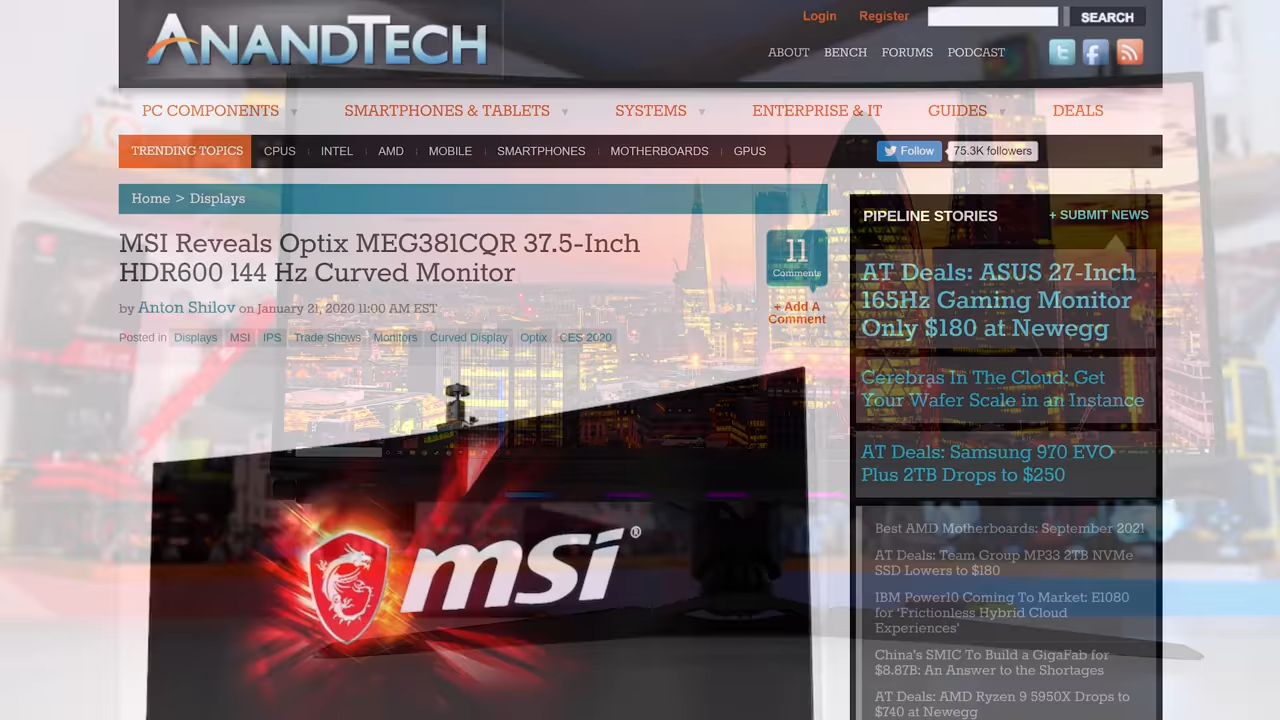 ANANDTECH
Login Register SEARCH
ABOUT BENCH FORUMS PODCAST
PC COMPONENTS SMARTPHONES & TABLETS SYSTEMS ENTERPRISE & IT GUIDES DEALS
TRENDING TOPICS CPUS INTEL AMD MOBILE SMARTPHONES MOTHERBOARDS GPUS Follow 75.3K followers
Home > Displays
MSI Reveals Optix MEG381CQR 37.5-Inch
HDR600 144 Hz Curved Monitor
by Anton Shilov on January 21, 2020 11:00 AM EST
Posted in Displays MSI IPS Trade Shows Monitors Curved Display Optix CES 2020
11
Comments
+ Add A
Comment
msi®
PIPELINE STORIES + SUBMIT NEWS
AT Deals: ASUS 27-Inch
165Hz Gaming Monitor
Only $180 at Newegg
Cerebras In The Cloud: Get
Your Wafer Scale in an Instance
AT Deals: Samsung 970 EVO
Plus 2TB Drops to $250
Best AMD Motherboards: September 2021
AT Deals: Team Group MP33 2TB NVMe
SSD Lowers to $180
IBM Power10 Coming To Market: E1080
for 'Frictionless Hybrid Cloud
Experiences'
China's SMIC To Build a GigaFab for
$8.87B: An Answer to the Shortages
AT Deals: AMD Ryzen 9 5950X Drops to
$740 at Newegg